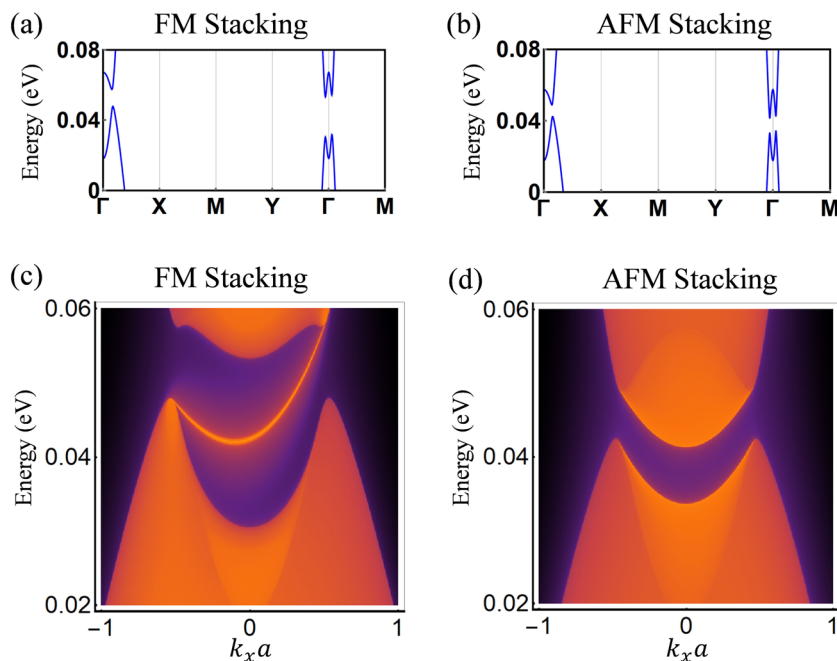 (a) FM Stacking
(b) AFM Stacking
0.08
0.04
0
Energy (eV)
Γ X M Y Γ M
0.08
0.04
0
Energy (eV)
Γ X M Y Γ M
(c) FM Stacking
(d) AFM Stacking
0.06
0.04
0.02
Energy (eV)
−1 0 1
kₓa
0.06
0.04
0.02
Energy (eV)
−1 0 1
kₓa